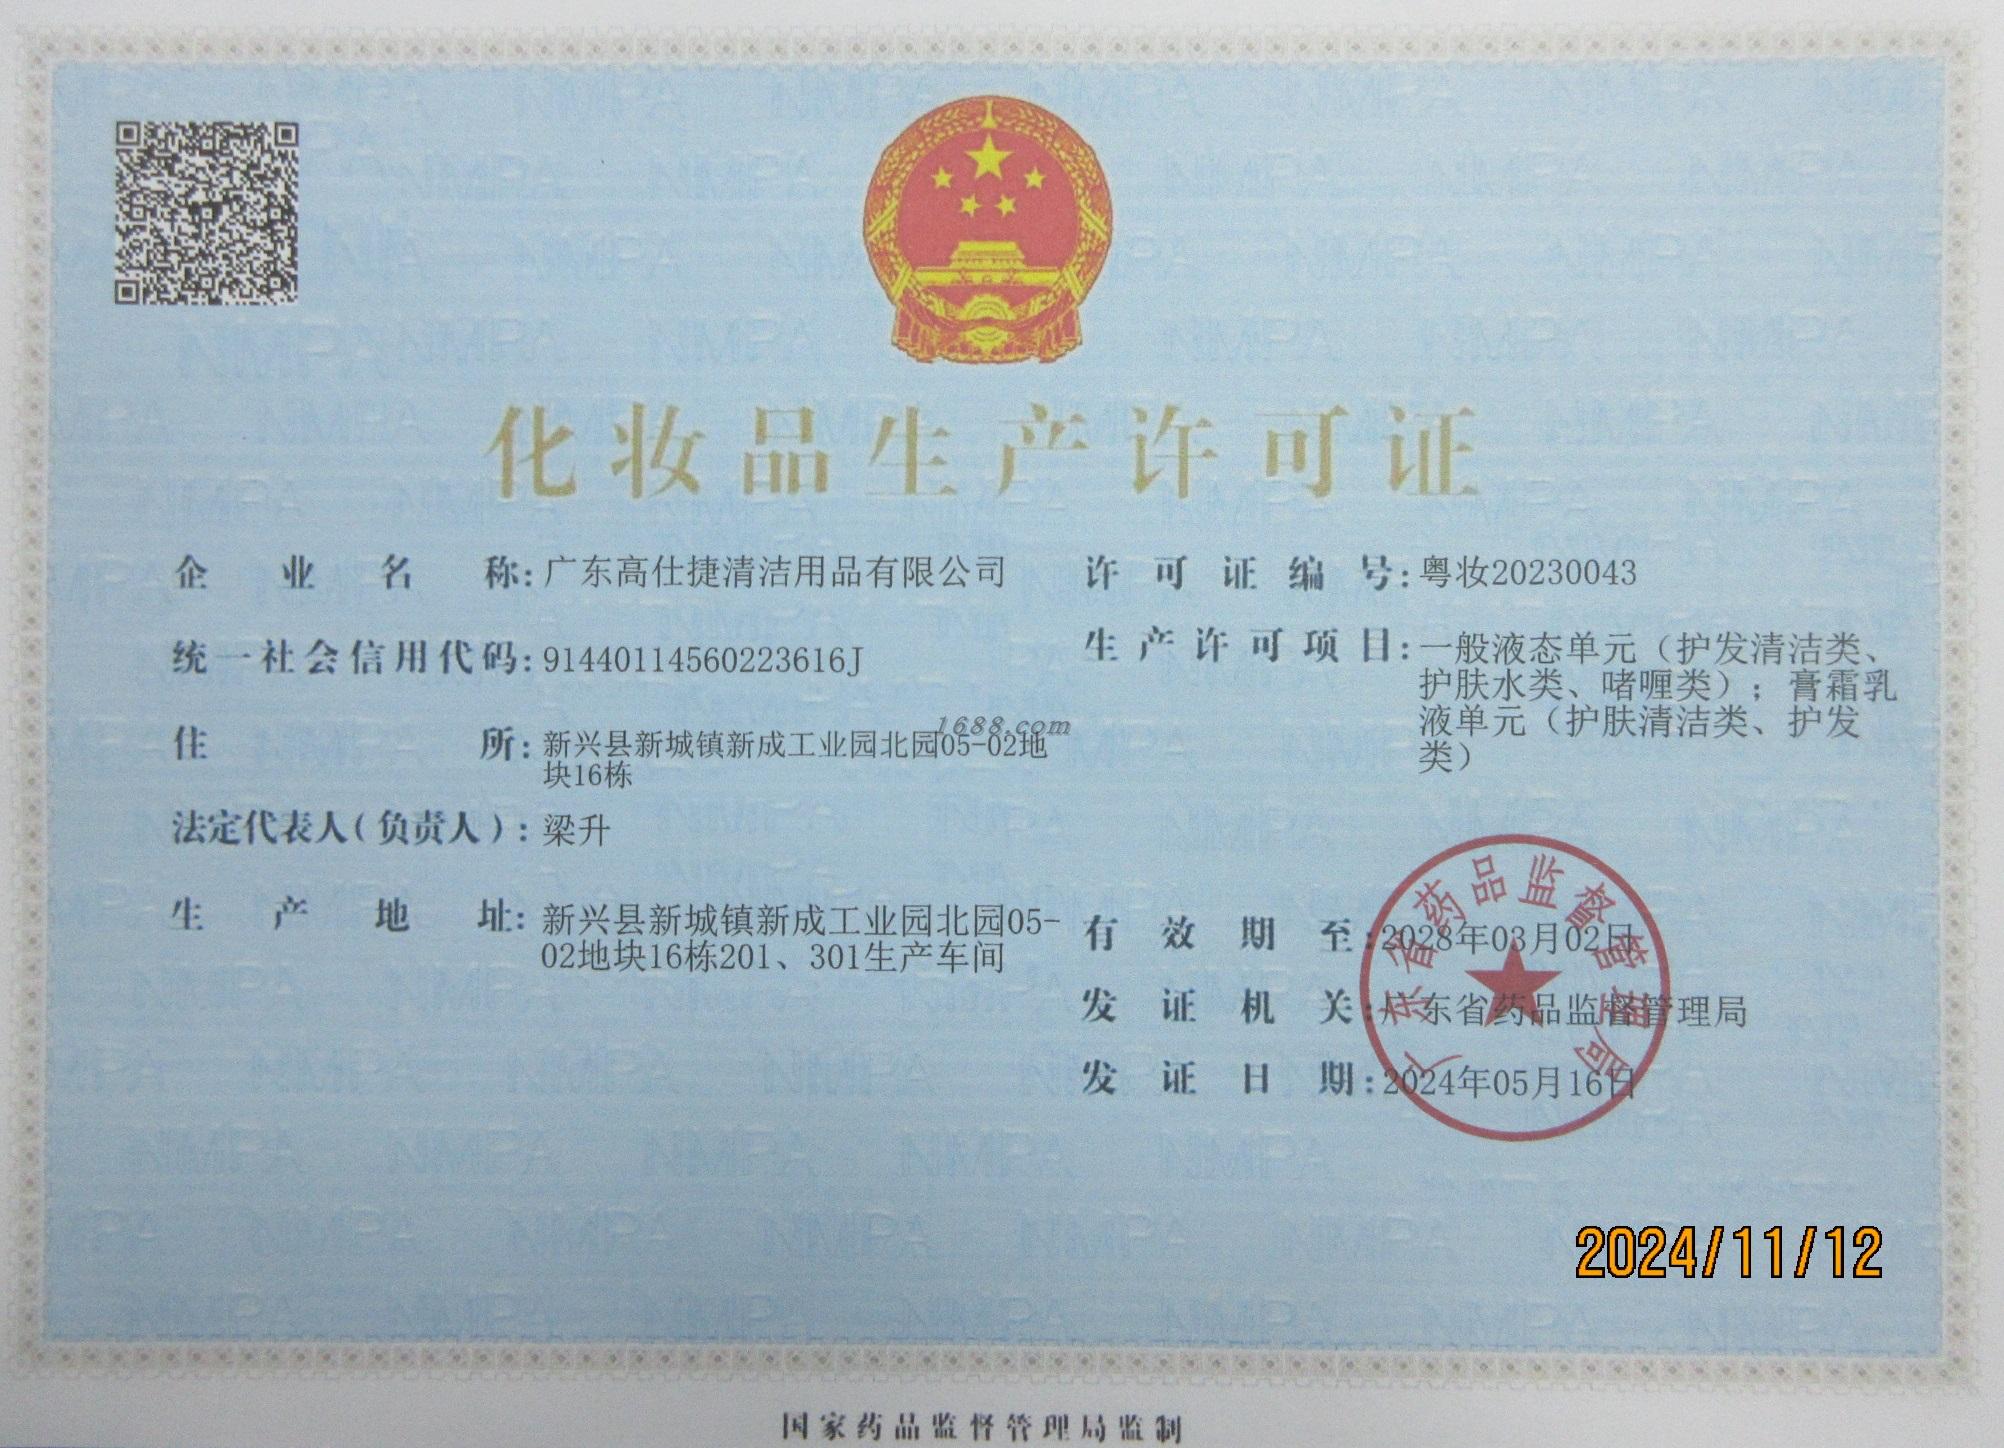 化妆品生产许可证
企业名称:广东高仕捷清洁用品有限公司
统一社会信用代码:91440114560223616J
住所:新兴县新城镇新成工业园北园05-02地
块16栋
1688.com
法定代表人(负责人):梁升
生产地址:新兴县新城镇新成工业园北园05-
02地块16栋201、301生产车间
许可证编号:粤妆20230043
生产许可项目:一般液态单元（护发清洁类、
护肤水类、啫喱类）；膏霜乳
液单元（护肤清洁类、护发
类）
有效期至:2028年03月02日
发证机关:广东省药品监督管理局
发证日期:2024年05月16日
广东省药品监督管理局
2024/11/12
国家药品监督管理局监制